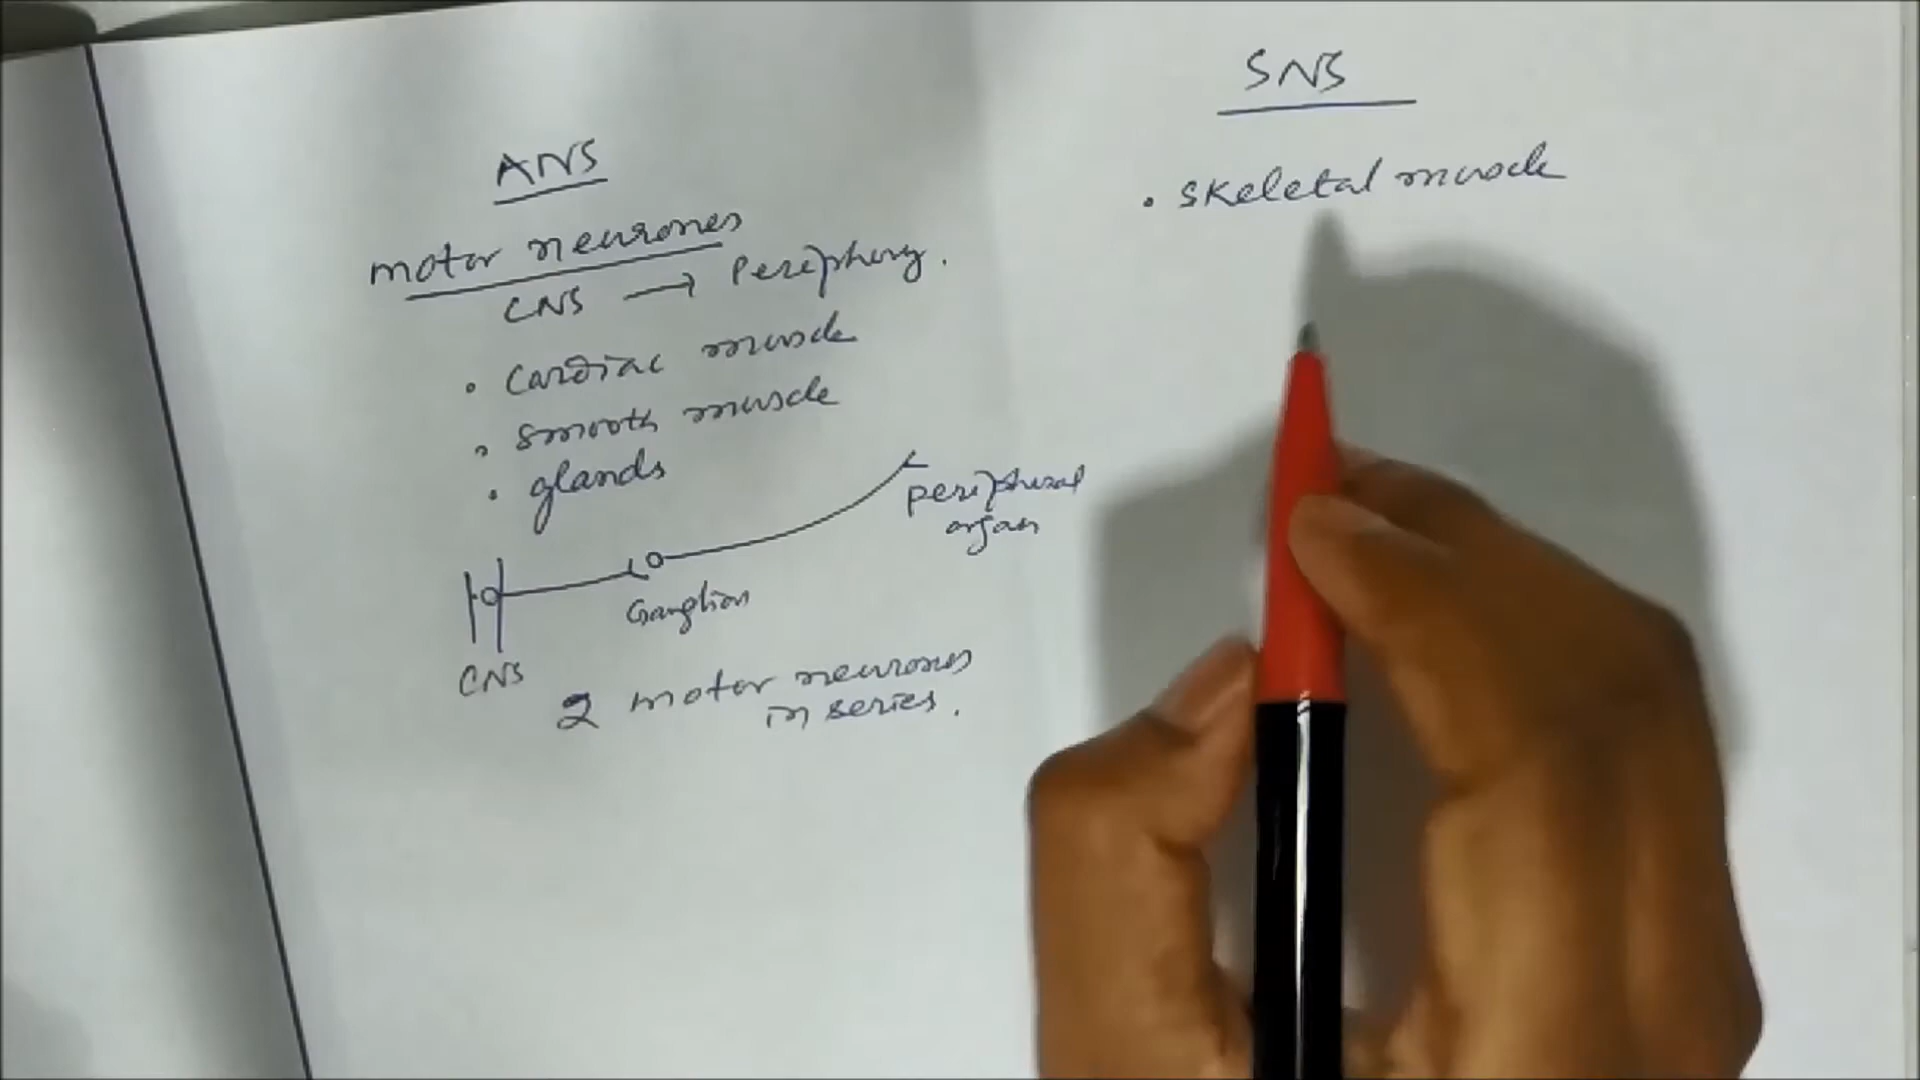 ANS
motor neurones
CNS → Periphery.
• Cardiac muscle
• smooth muscle
• glands
peripheral
organ
Ganglion
CNS
2 motor neurones
in series.
SNS
• skeletal muscle